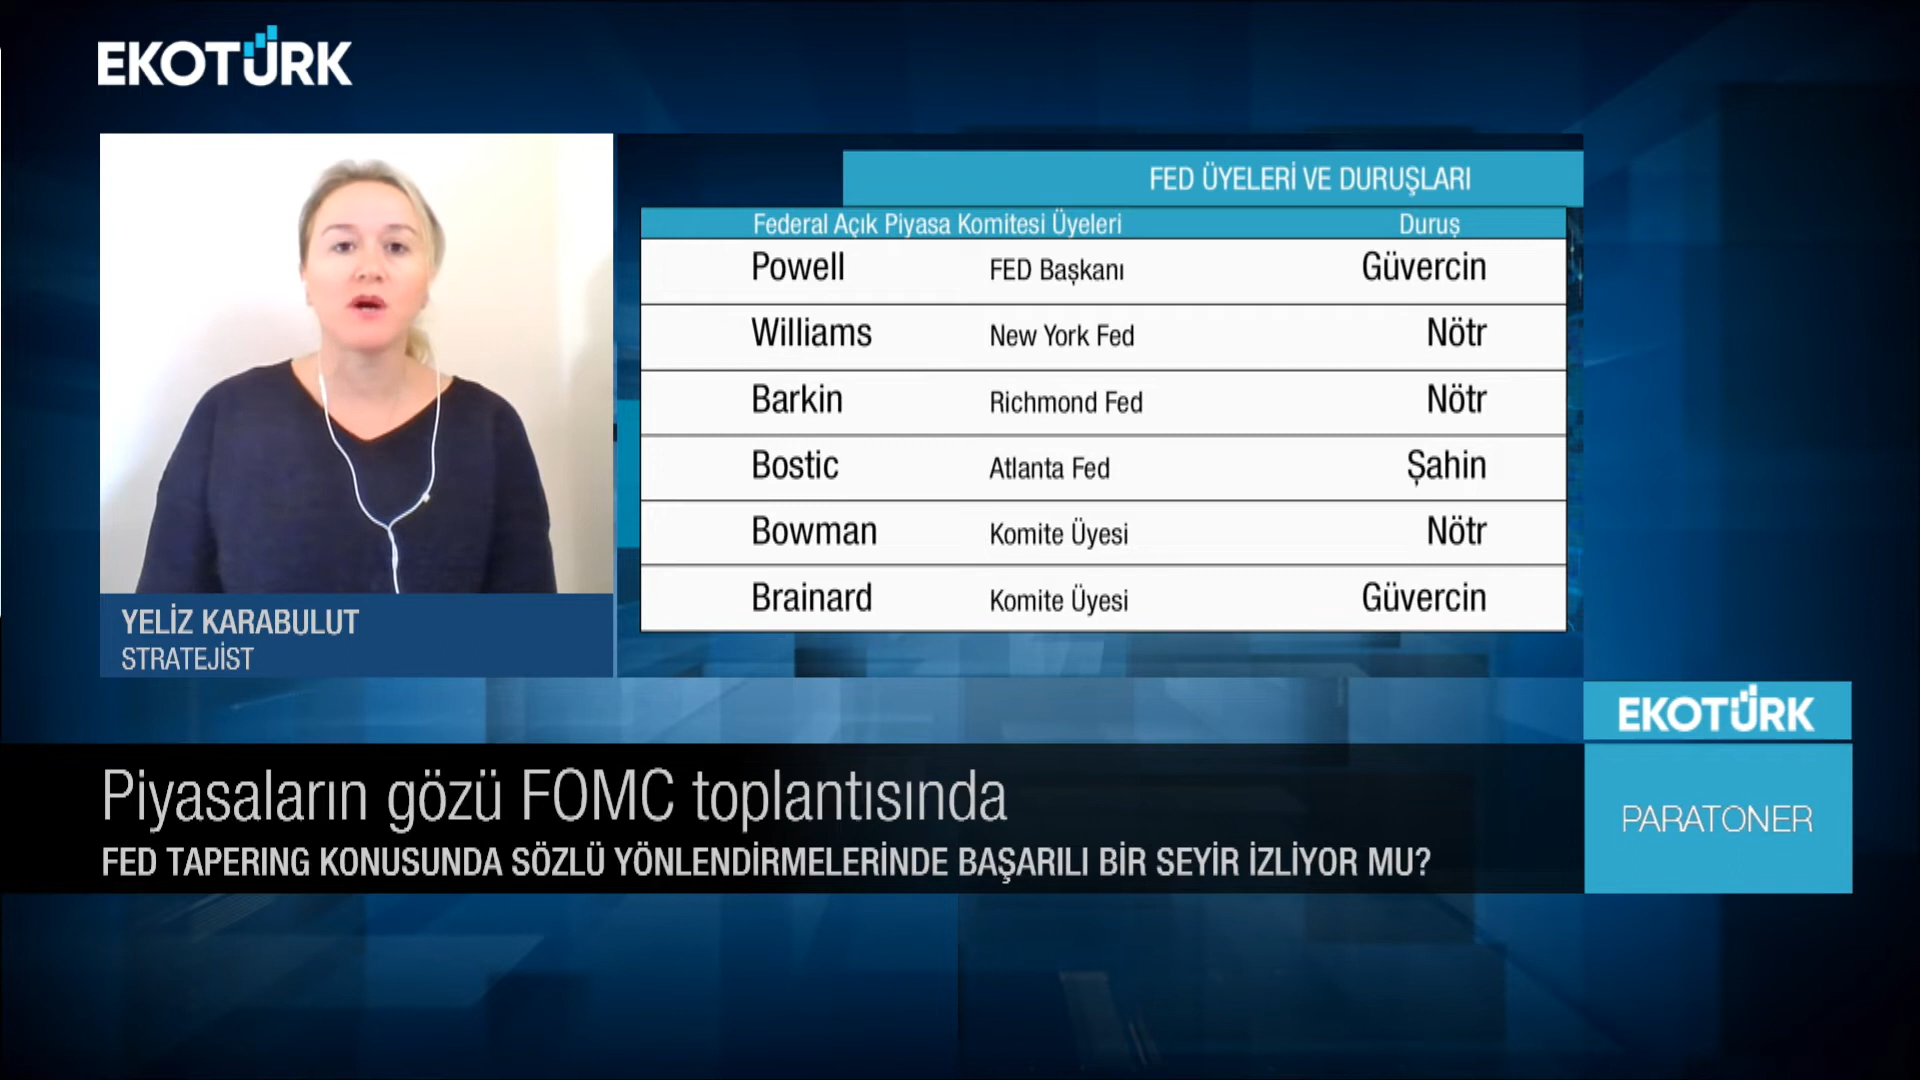 EKOTÜRK
FED ÜYELERİ VE DURUŞLARI
Federal Açık Piyasa Komitesi Üyeleri Duruş
Powell FED Başkanı Güvercin
Williams New York Fed Nötr
Barkin Richmond Fed Nötr
Bostic Atlanta Fed Şahin
Bowman Komite Üyesi Nötr
Brainard Komite Üyesi Güvercin
YELİZ KARABULUT
STRATEJİST
EKOTÜRK
Piyasaların gözü FOMC toplantısında
FED TAPERING KONUSUNDA SÖZLÜ YÖNLENDİRMELERİNDE BAŞARILI BİR SEYİR İZLİYOR MU?
PARATONER